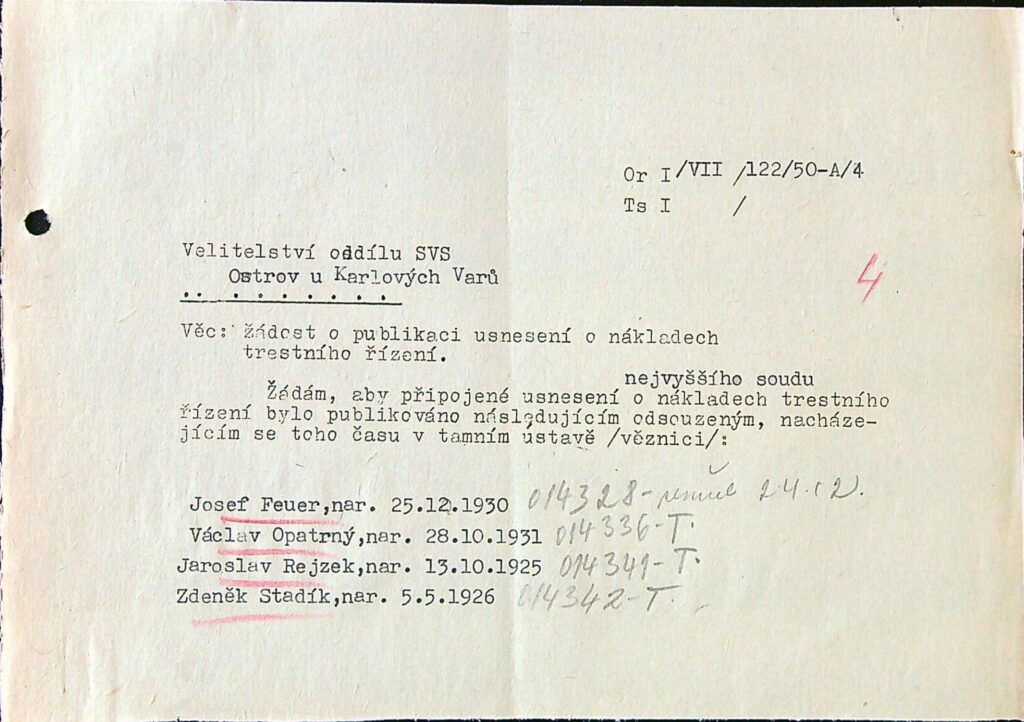 Or I/VII /122/50-A/4
Ts I /
Velitelství oddílu SVS
Ostrov u Karlových Varů
4
Věc: žádost o publikaci usnesení o nákladech
trestního řízení.
nejvyššího soudu
Žádám, aby připojené usnesení o nákladech trestního
řízení bylo publikováno následujícím odsouzeným, nacháze-
jícím se toho času v tamním ústavě /věznici/:
Josef Feuer,nar. 25.12.1930 014328- 24.12.
Václav Opatrný,nar. 28.10.1931 014336-T.
Jaroslav Rejzek,nar. 13.10.1925 014341-T.
Zdeněk Stadík,nar. 5.5.1926 014342-T.